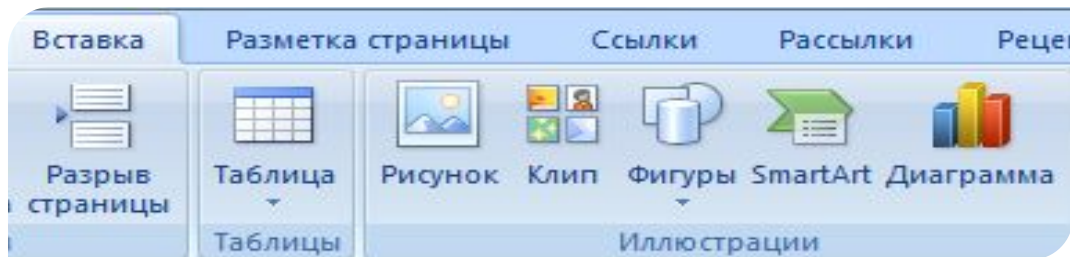 Вставка Разметка страницы Ссылки Рассылки
Разрыв страницы Таблица Рисунок Клип Фигуры SmartArt Диаграмма
Таблицы Иллюстрации